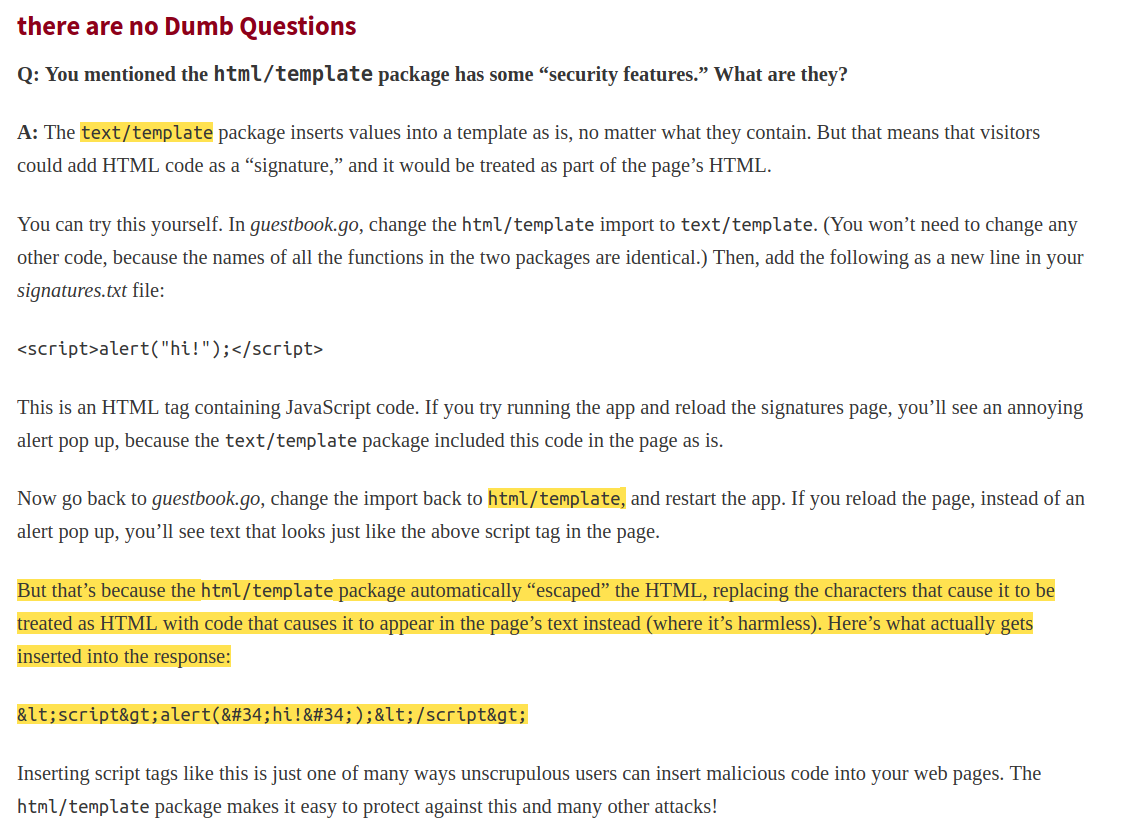 there are no Dumb Questions
Q: You mentioned the html/template package has some “security features.” What are they?
A: The text/template package inserts values into a template as is, no matter what they contain. But that means that visitors
could add HTML code as a “signature,” and it would be treated as part of the page’s HTML.
You can try this yourself. In guestbook.go, change the html/template import to text/template. (You won’t need to change any
other code, because the names of all the functions in the two packages are identical.) Then, add the following as a new line in your
signatures.txt file:
<script>alert("hi!");</script>
This is an HTML tag containing JavaScript code. If you try running the app and reload the signatures page, you’ll see an annoying
alert pop up, because the text/template package included this code in the page as is.
Now go back to guestbook.go, change the import back to html/template, and restart the app. If you reload the page, instead of an
alert pop up, you’ll see text that looks just like the above script tag in the page.
But that’s because the html/template package automatically “escaped” the HTML, replacing the characters that cause it to be
treated as HTML with code that causes it to appear in the page’s text instead (where it’s harmless). Here’s what actually gets
inserted into the response:
&lt;script&gt;alert(&#34;hi!&#34;);&lt;/script&gt;
Inserting script tags like this is just one of many ways unscrupulous users can insert malicious code into your web pages. The
html/template package makes it easy to protect against this and many other attacks!